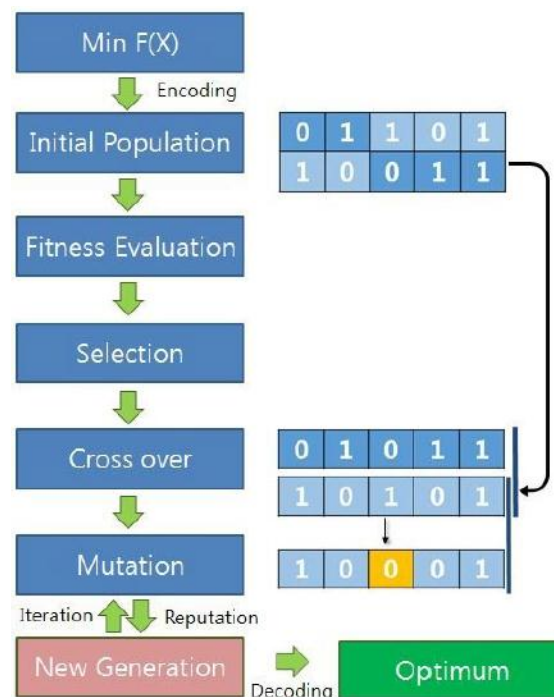 Min F(X)
Encoding
Initial Population
0 1 1 0 1
1 0 0 1 1
Fitness Evaluation
Selection
Cross over
0 1 0 1 1
1 0 1 0 1
Mutation
1 0 0 0 1
Iteration Reputation
New Generation
Decoding
Optimum